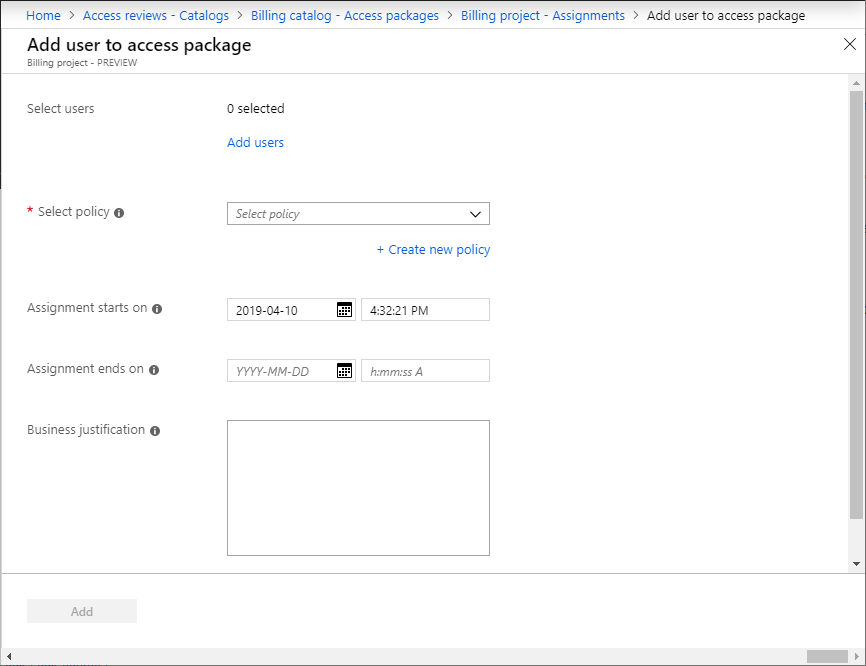 Home > Access reviews - Catalogs > Billing catalog - Access packages > Billing project - Assignments > Add user to access package
Add user to access package
Billing project - PREVIEW
Select users 0 selected
Add users
* Select policy Select policy
+ Create new policy
Assignment starts on 2019-04-10 4:32:21 PM
Assignment ends on YYYY-MM-DD h:mm:ss A
Business justification
Add